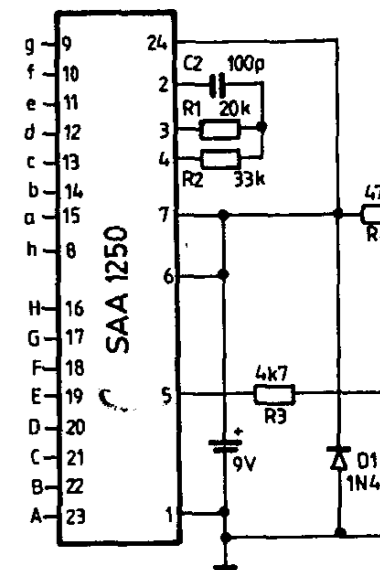 g 9 24
C2 100p
f 10
2
e 11
R1 20k
d 12 3
c 13 4
R2 33k
b 14
a 15 7
47
R
h 8
6
SAA 1250
H 16
G 17
F 18
4k7
E 19 5
R3
D 20
+
C 21
9V
D1
B 22
1N4
A 23 1